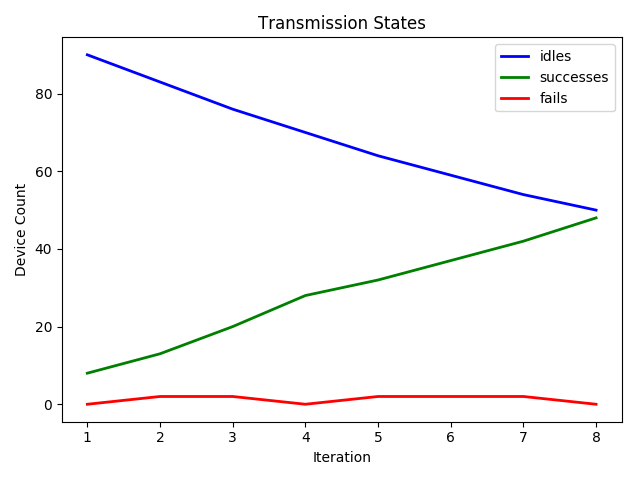 Transmission States
idles
successes
fails
Device Count
80
60
40
20
0
1 2 3 4 5 6 7 8
Iteration